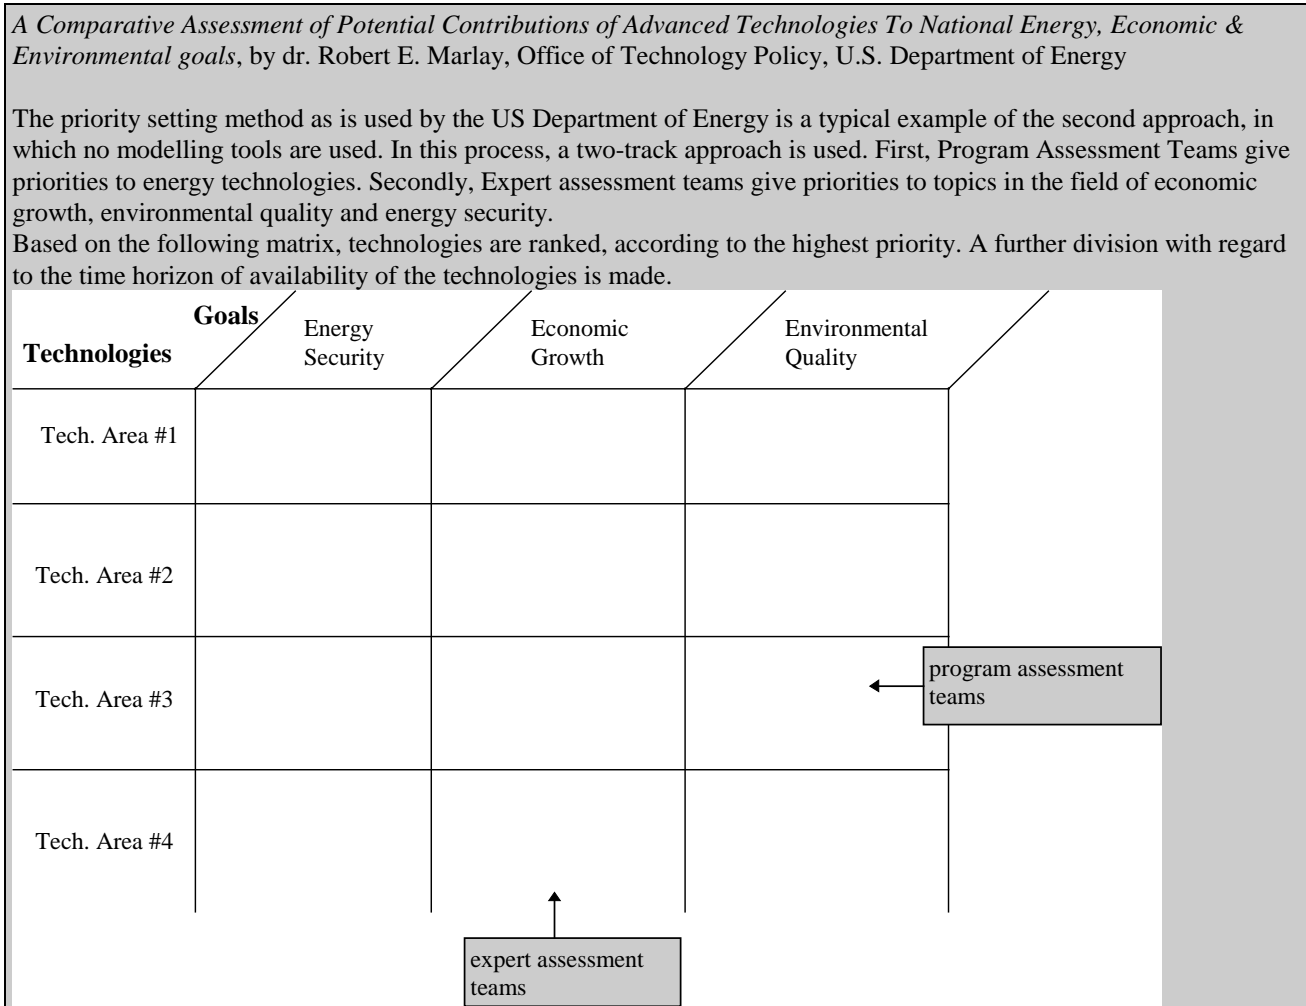 A Comparative Assessment of Potential Contributions of Advanced Technologies To National Energy, Economic &
Environmental goals, by dr. Robert E. Marlay, Office of Technology Policy, U.S. Department of Energy
The priority setting method as is used by the US Department of Energy is a typical example of the second approach, in
which no modelling tools are used. In this process, a two-track approach is used. First, Program Assessment Teams give
priorities to energy technologies. Secondly, Expert assessment teams give priorities to topics in the field of economic
growth, environmental quality and energy security.
Based on the following matrix, technologies are ranked, according to the highest priority. A further division with regard
to the time horizon of availability of the technologies is made.
Goals
Technologies
Energy
Security
Economic
Growth
Environmental
Quality
Tech. Area #1
Tech. Area #2
Tech. Area #3
program assessment
teams
Tech. Area #4
expert assessment
teams